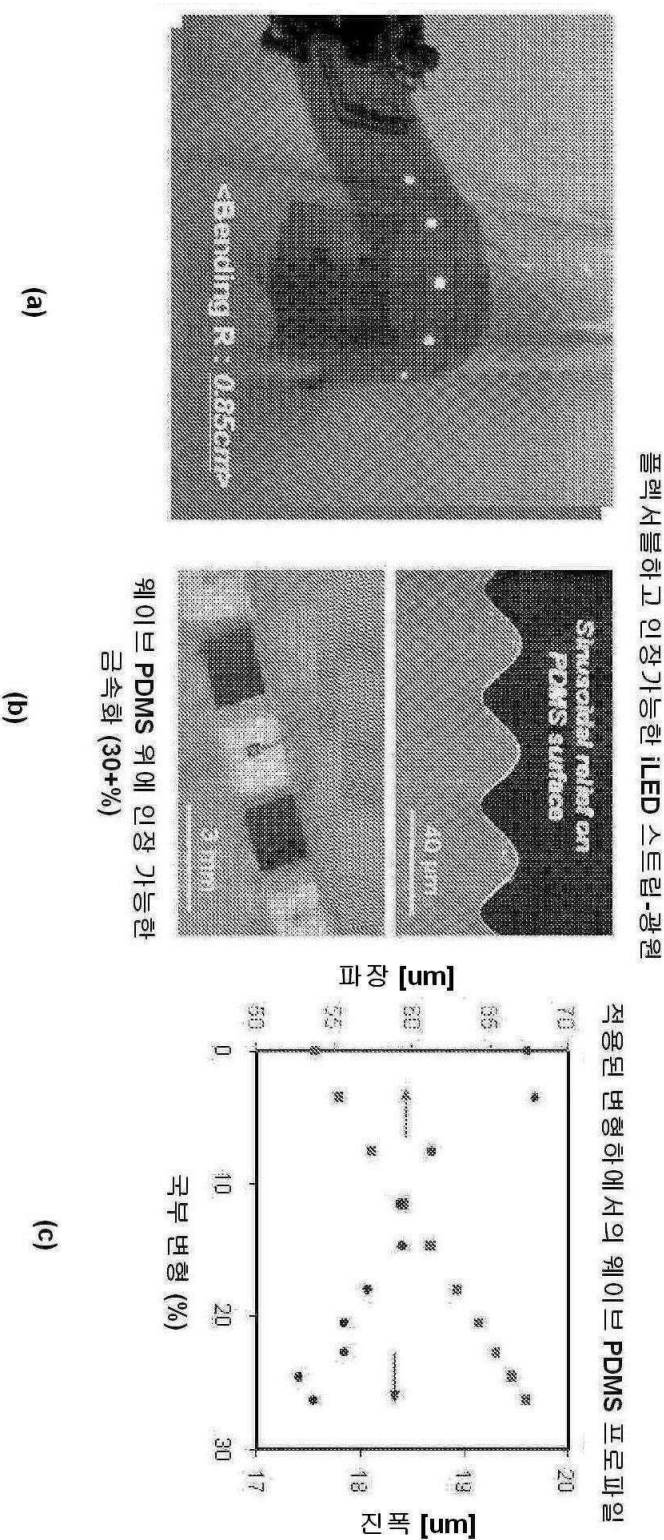 플렉서블하고 인장가능한 iLED 스트립-광원
<Bending R : 0.85cm>
(a)
Sinusoidal relief on
PDMS surface
40 μm
3 mm
웨이브 PDMS 위에 인장 가능한
금속화 (30+%)
(b)
적용된 변형하에서의 웨이브 PDMS 프로파일
파장 [um]
70
65
60
55
50
진폭 [um]
20
19
18
17
0
10
20
30
국부 변형 (%)
(c)